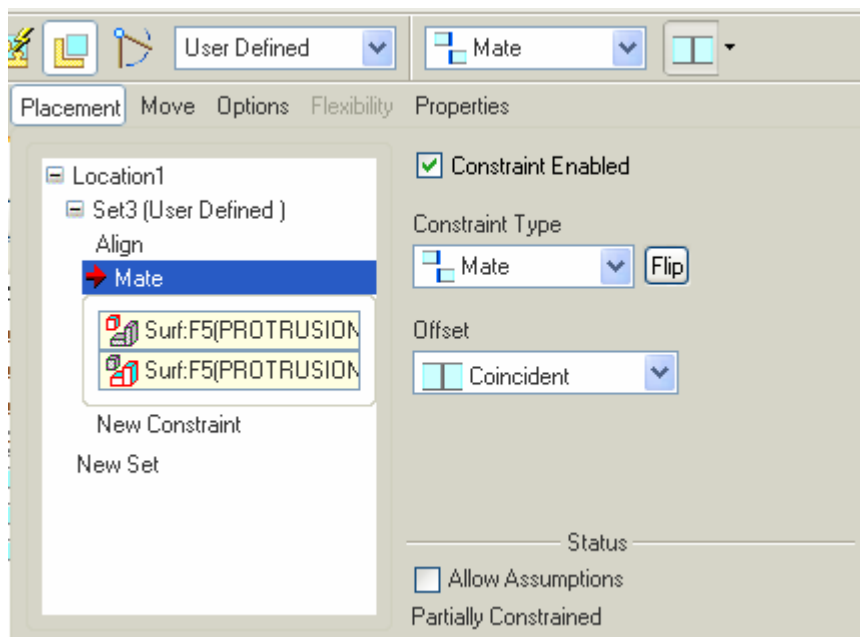 User Defined Mate
Placement Move Options Flexibility Properties
Location1
Set3 (User Defined )
Align
Mate
Surf:F5(PROTRUSION
Surf:F5(PROTRUSION
New Constraint
New Set
Constraint Enabled
Constraint Type
Mate Flip
Offset
Coincident
Status
Allow Assumptions
Partially Constrained